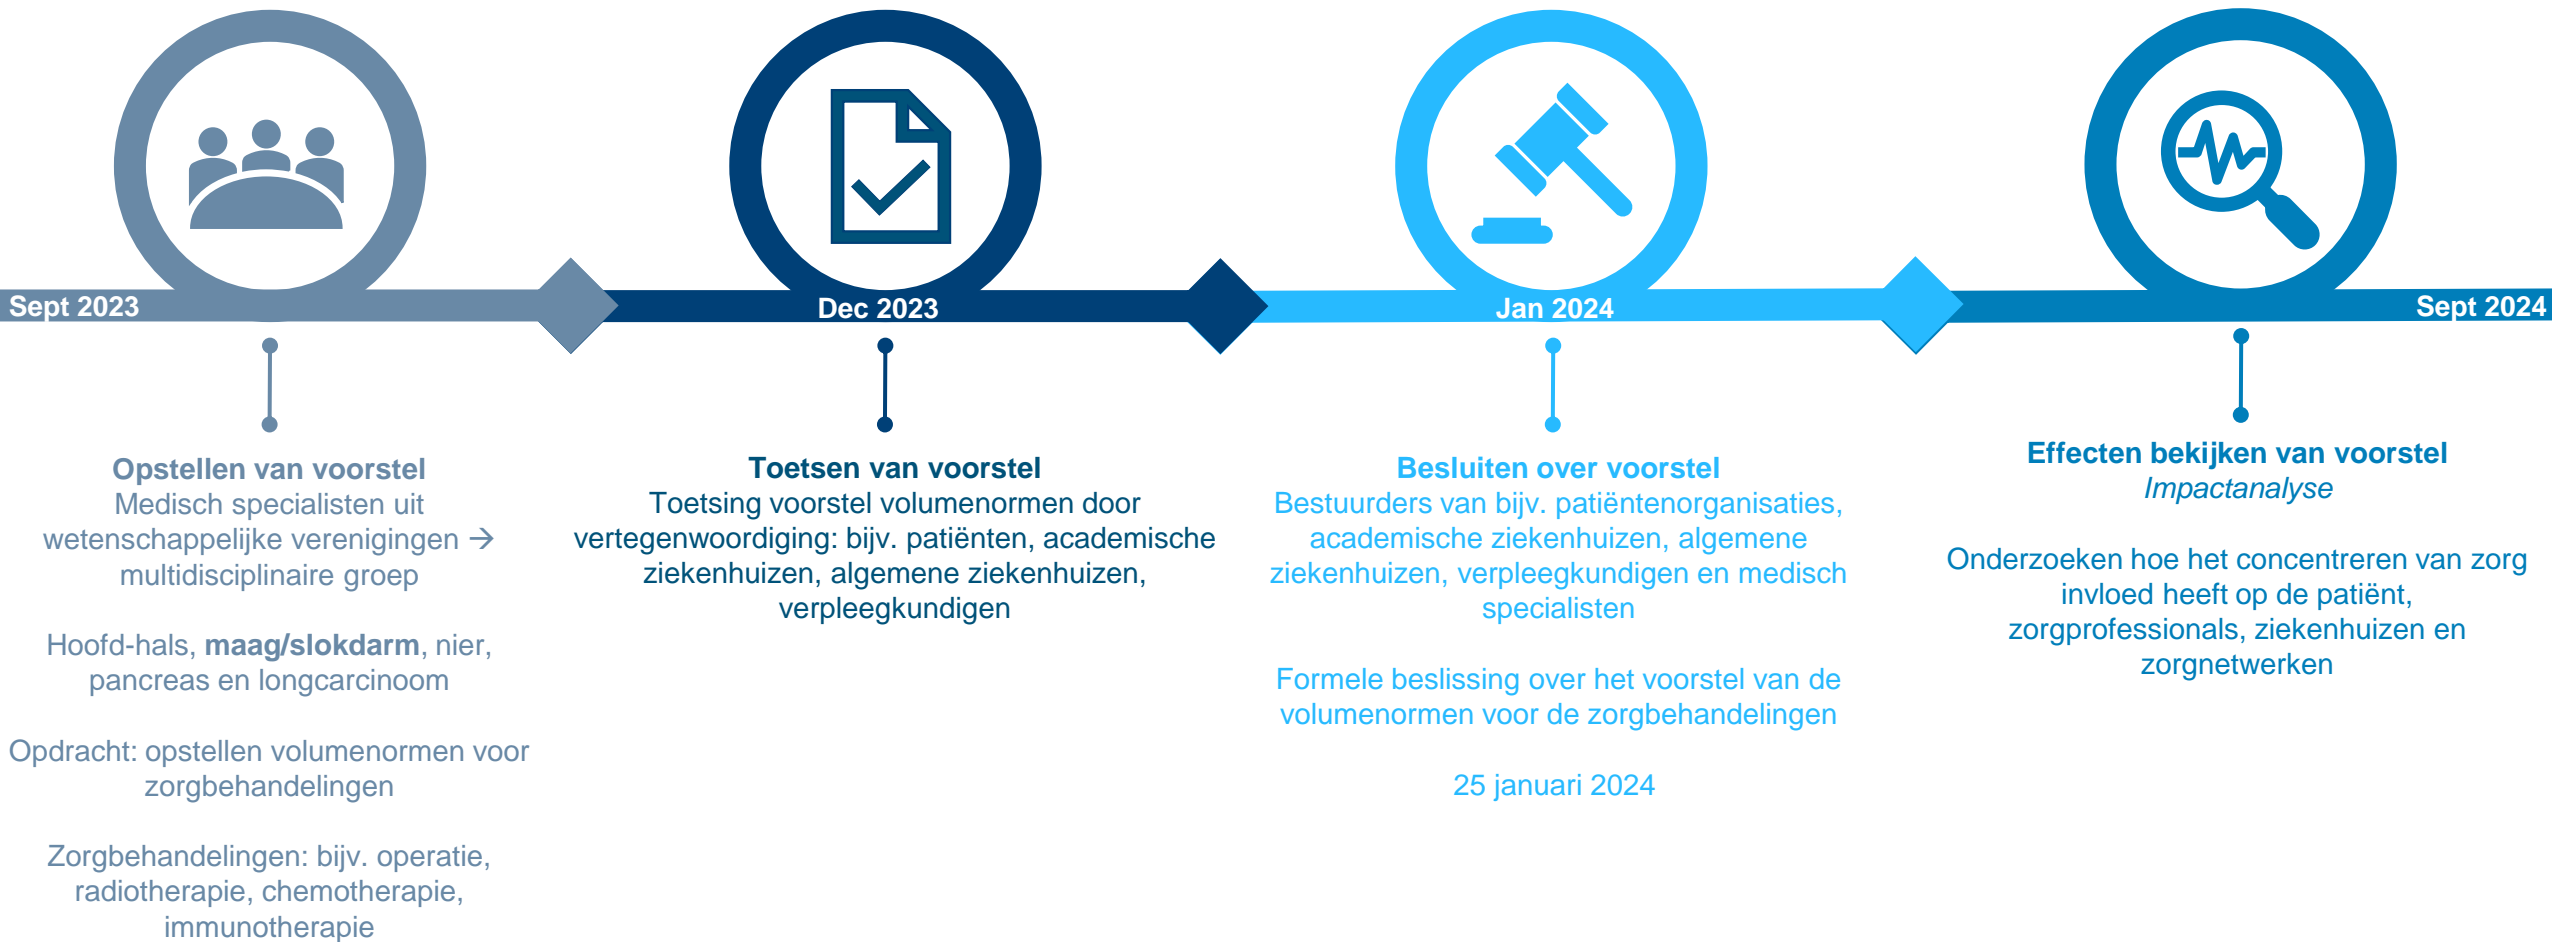 Sept 2023
Opstellen van voorstel
Medisch specialisten uit
wetenschappelijke verenigingen →
multidisciplinaire groep
Hoofd-hals, maag/slokdarm, nier,
pancreas en longcarcinoom
Opdracht: opstellen volumenormen voor
zorgbehandelingen
Zorgbehandelingen: bijv. operatie,
radiotherapie, chemotherapie,
immunotherapie
Dec 2023
Toetsen van voorstel
Toetsing voorstel volumenormen door
vertegenwoordiging: bijv. patiënten, academische
ziekenhuizen, algemene ziekenhuizen,
verpleegkundigen
Jan 2024
Besluiten over voorstel
Bestuurders van bijv. patiëntenorganisaties,
academische ziekenhuizen, algemene
ziekenhuizen, verpleegkundigen en medisch
specialisten
Formele beslissing over het voorstel van de
volumenormen voor de zorgbehandelingen
25 januari 2024
Sept 2024
Effecten bekijken van voorstel
Impactanalyse
Onderzoeken hoe het concentreren van zorg
invloed heeft op de patiënt,
zorgprofessionals, ziekenhuizen en
zorgnetwerken